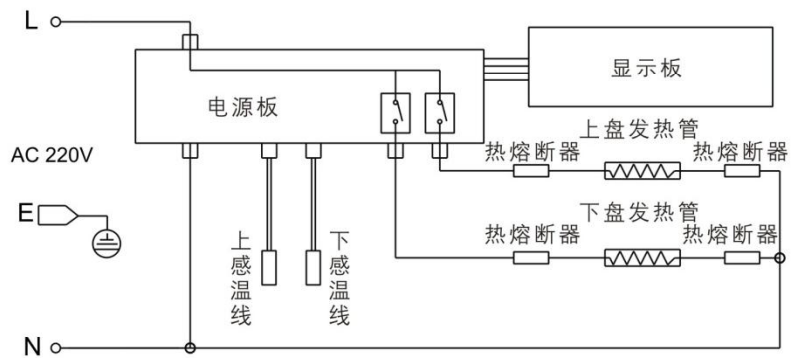 L
显示板
电源板
上盘发热管
AC 220V
热熔断器
热熔断器
E
下盘发热管
热熔断器
热熔断器
上感温线
下感温线
N